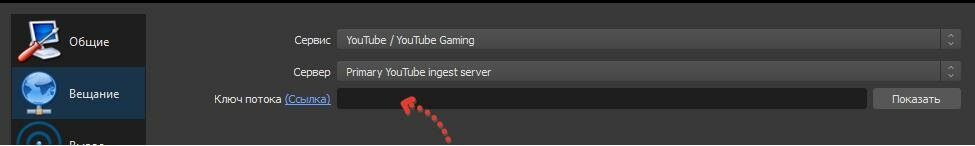 Общие
Сервис YouTube / YouTube Gaming
Сервер Primary YouTube ingest server
Вещание
Ключ потока (Ссылка) Показать